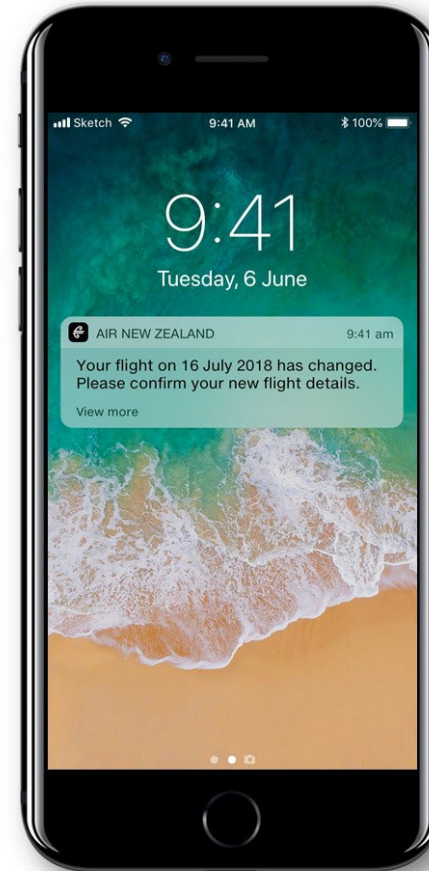 Sketch 9:41 AM 100%
9:41
Tuesday, 6 June
AIR NEW ZEALAND 9:41 am
Your flight on 16 July 2018 has changed.
Please confirm your new flight details.
View more